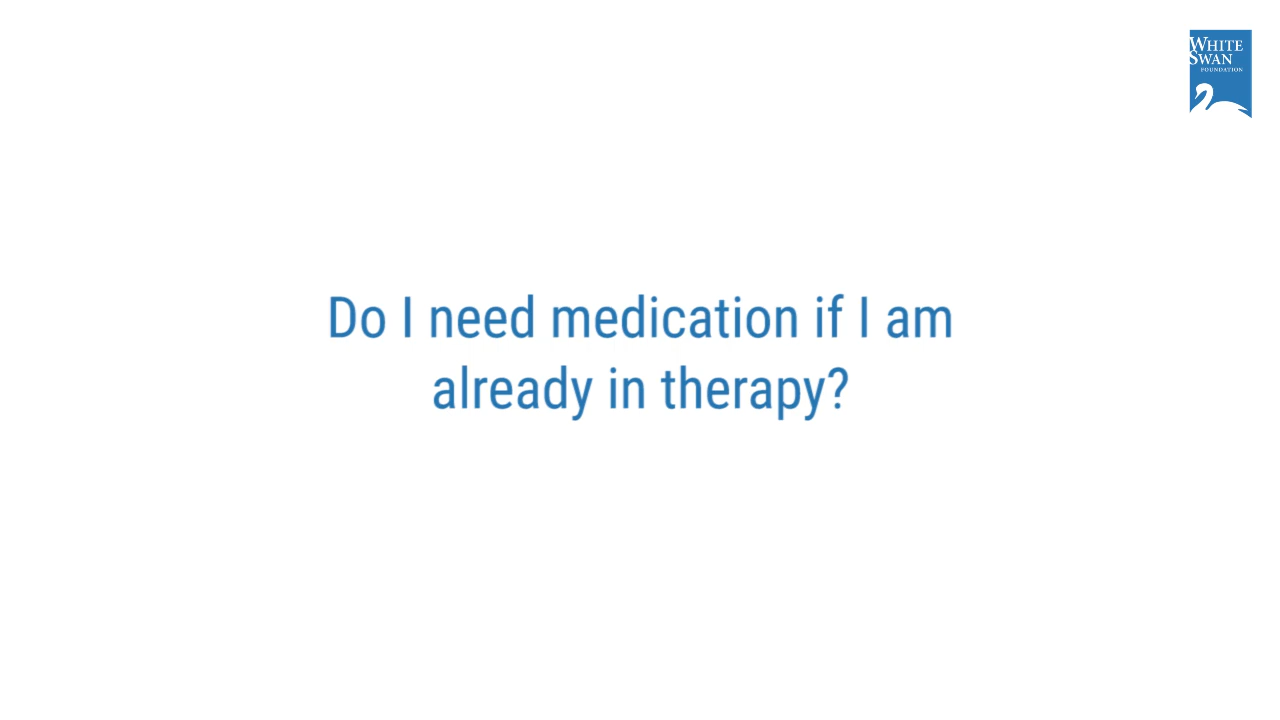 WHITE
SWAN
FOUNDATION
Do I need medication if I am
already in therapy?